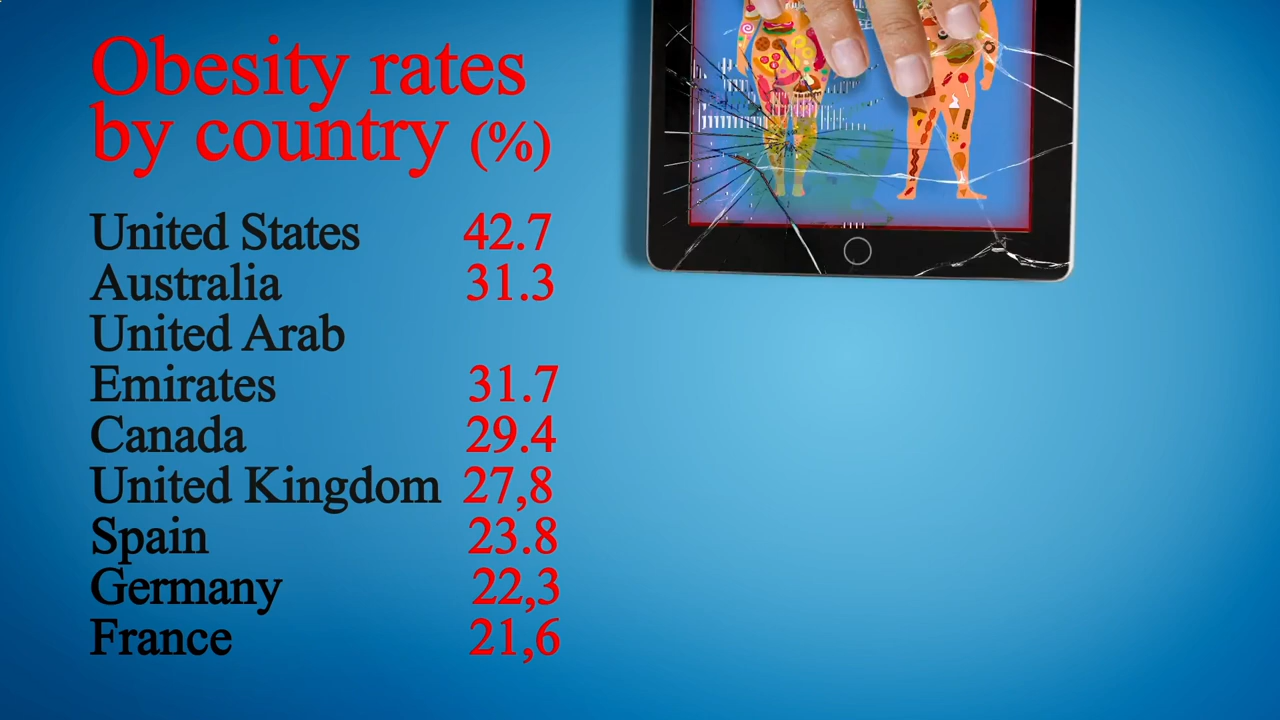 Obesity rates
by country (%)
United States 42.7
Australia 31.3
United Arab
Emirates 31.7
Canada 29.4
United Kingdom 27,8
Spain 23.8
Germany 22,3
France 21,6